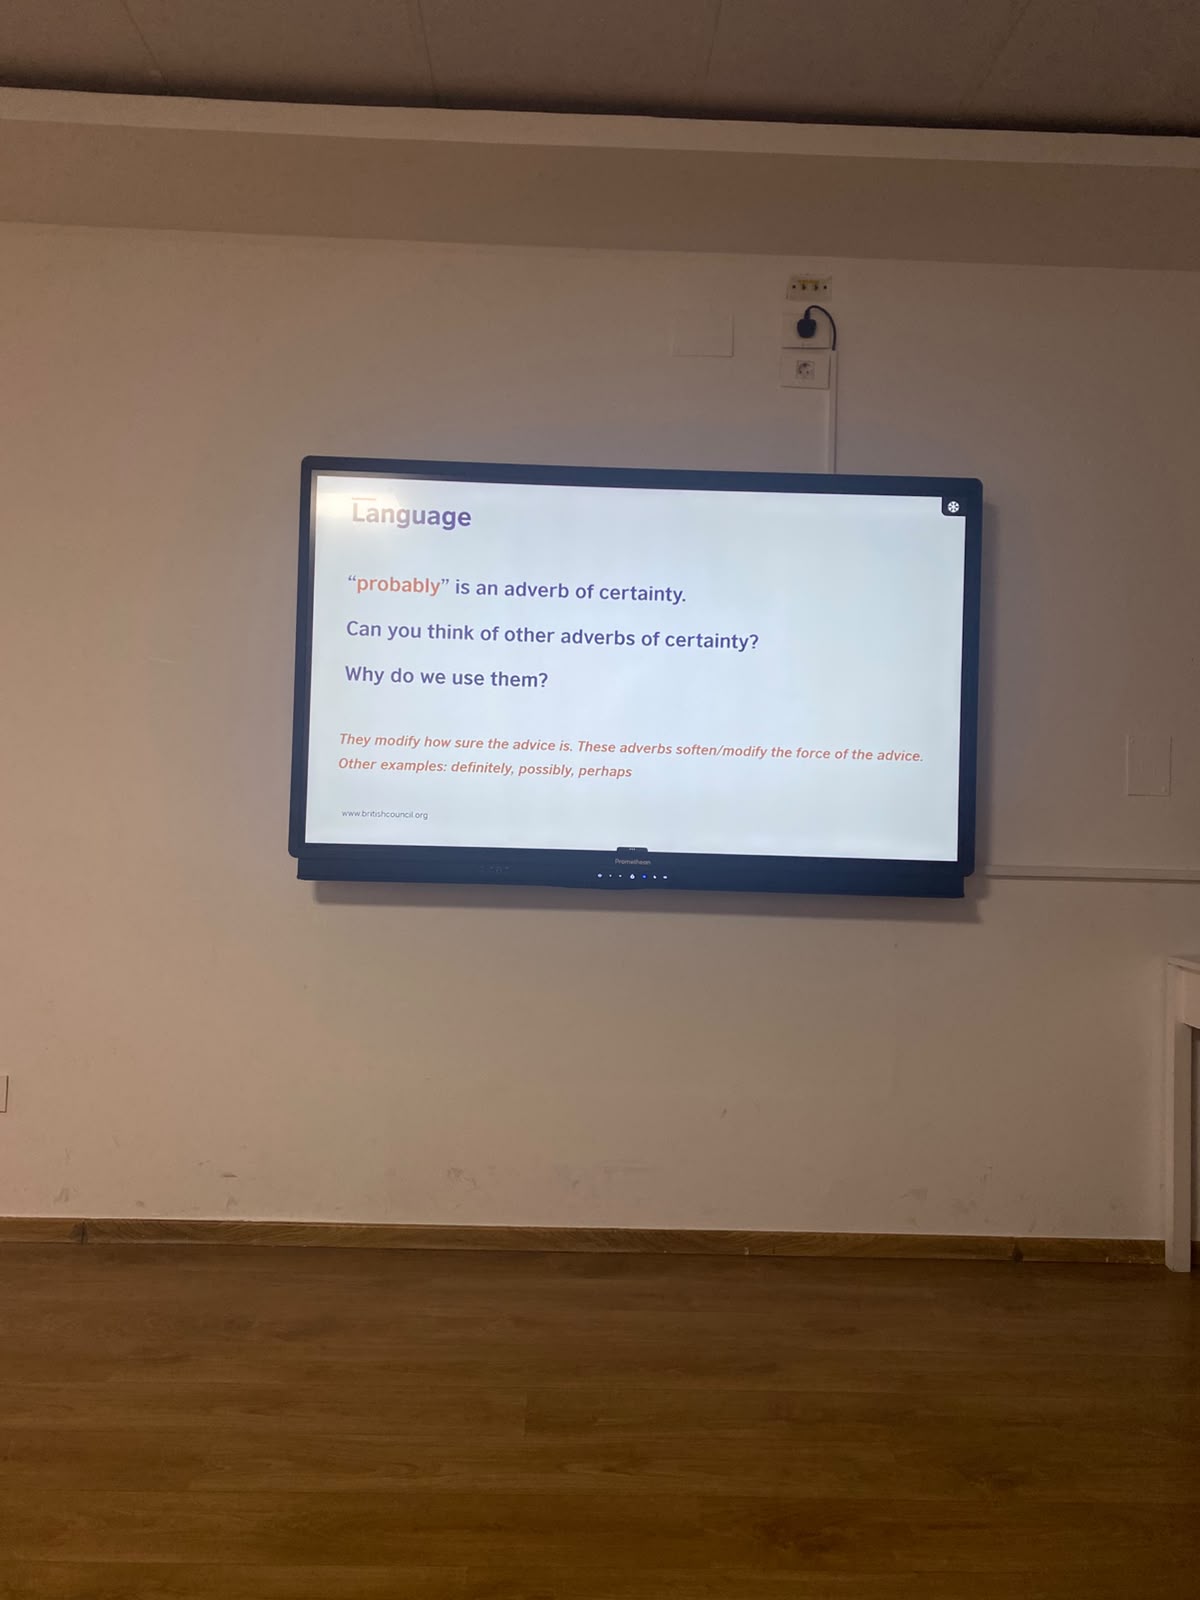 Language
“probably” is an adverb of certainty.
Can you think of other adverbs of certainty?
Why do we use them?
They modify how sure the advice is. These adverbs soften/modify the force of the advice.
Other examples: definitely, possibly, perhaps
www.britishcouncil.org
Promethean